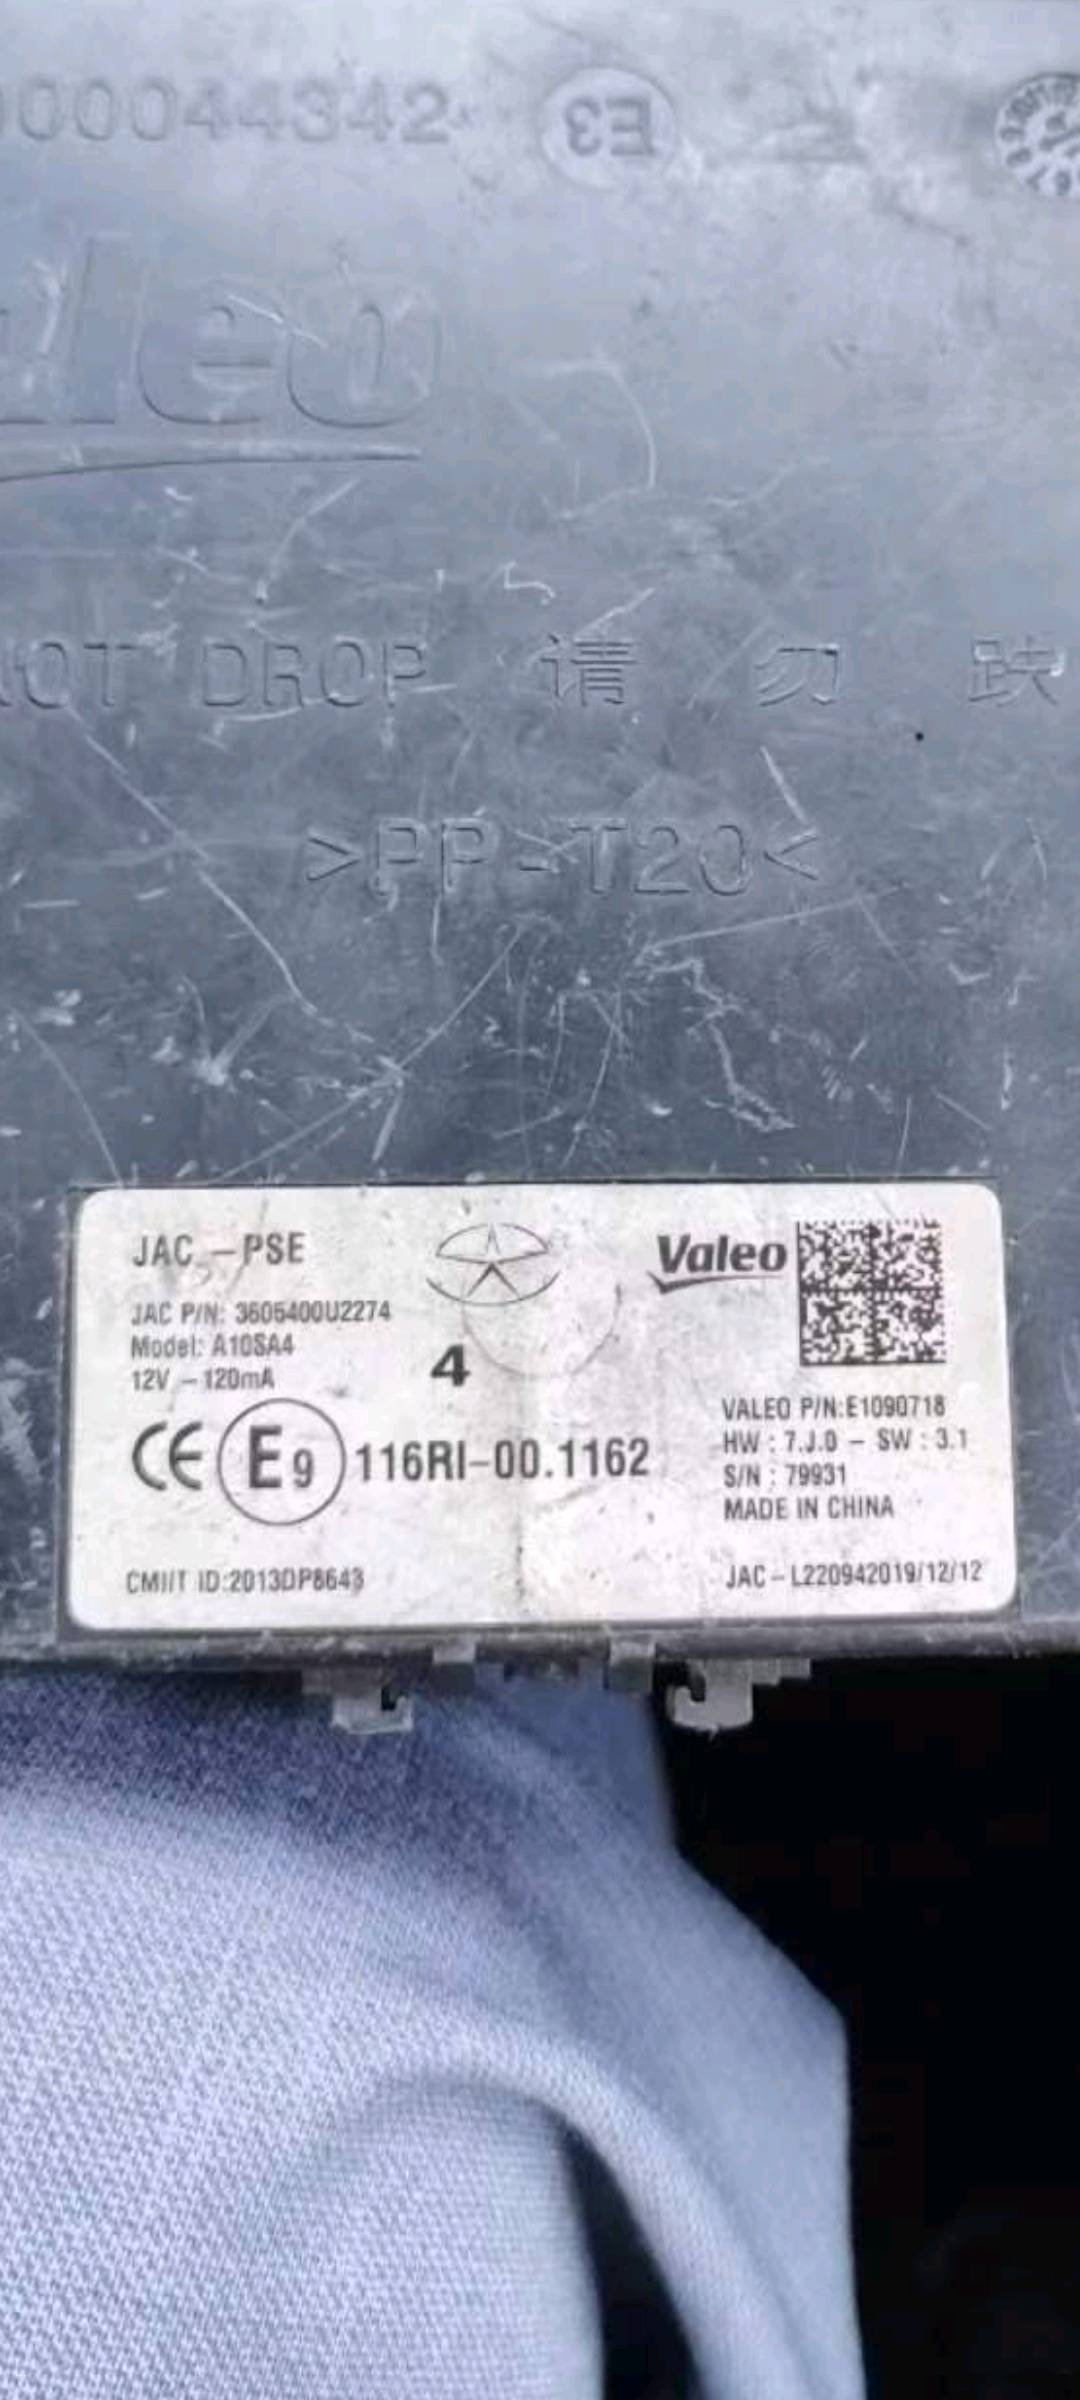 00044342
E3
Valeo
NOT DROP 请 勿 跌
>PP-T20<
JAC -PSE
Valeo
JAC P/N: 3605400U2274
Model: A10SA4
12V -120mA
4
CE E9 116RI-00.1162
VALEO P/N:E1090718
HW : 7.J.0 - SW : 3.1
S/N : 79931
MADE IN CHINA
CMIIT ID:2013DP8643
JAC-L220942019/12/12